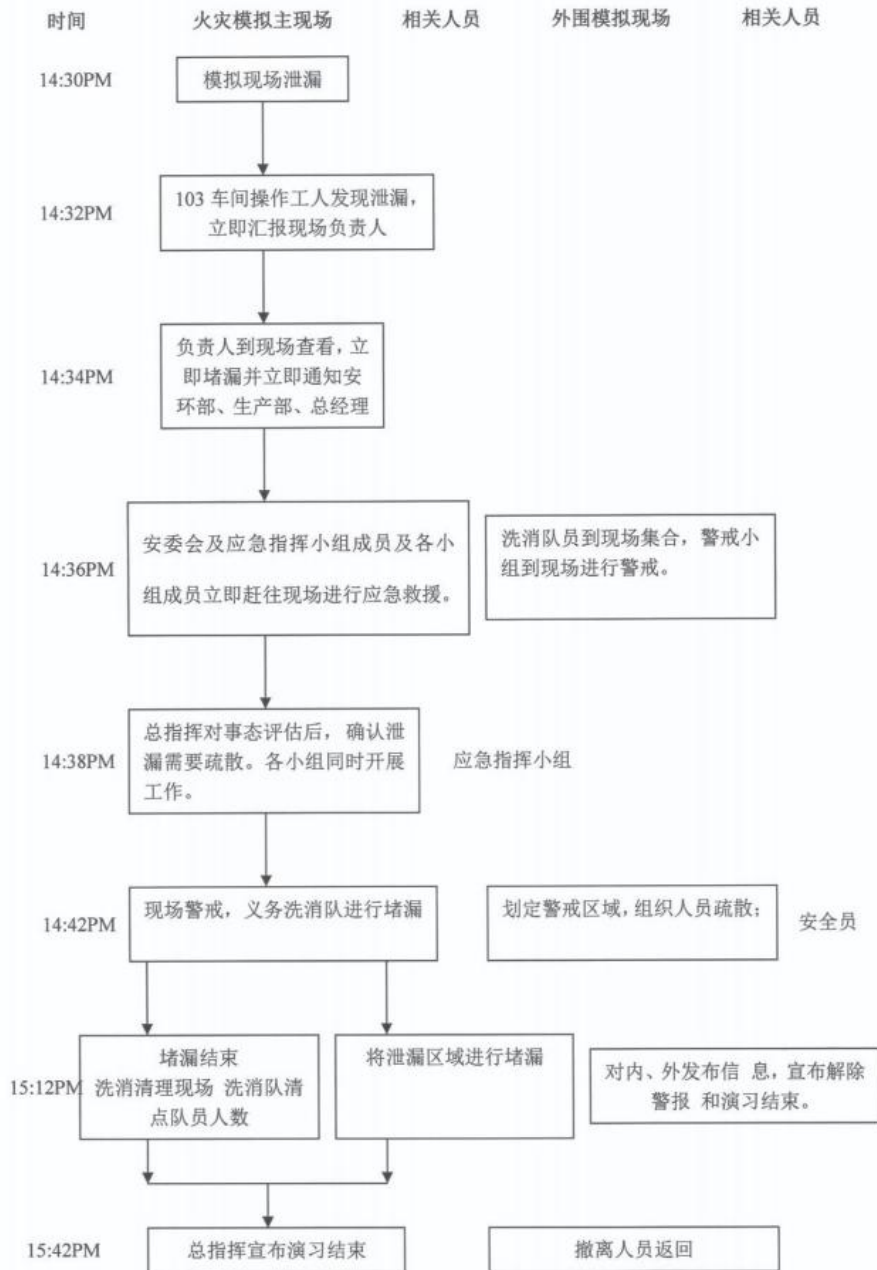 时间 火灾模拟主现场 相关人员 外围模拟现场 相关人员
14:30PM 模拟现场泄漏
14:32PM
103 车间操作工人发现泄漏，
立即汇报现场负责人
14:34PM
负责人到现场查看，立
即堵漏并立即通知安
环部、生产部、总经理
14:36PM
安委会及应急指挥小组成员及各小
组成员立即赶往现场进行应急救援。
洗消队员到现场集合，警戒小
组到现场进行警戒。
14:38PM
总指挥对事态评估后，确认泄
漏需要疏散。各小组同时开展
工作。
应急指挥小组
14:42PM
现场警戒，义务洗消队进行堵漏
划定警戒区域，组织人员疏散；
安全员
15:12PM
堵漏结束
洗消清理现场 洗消队清
点队员人数
将泄漏区域进行堵漏
对内、外发布信 息，宣布解除
警报 和演习结束。
15:42PM
总指挥宣布演习结束
撤离人员返回